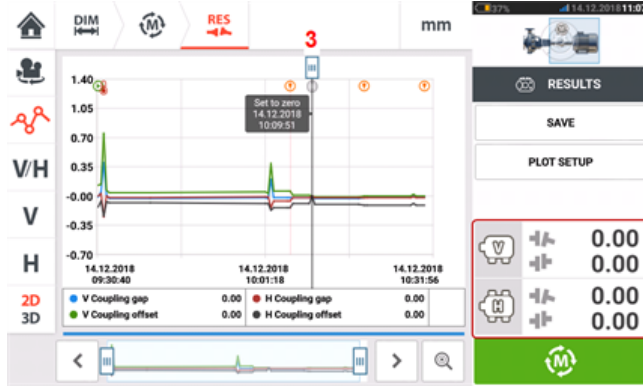 DIM
M
RES
3
mm
37%
14.12.2018 11:0
RESULTS
SAVE
PLOT SETUP
V/H
V
H
2D
3D
1.40
1.05
0.70
0.35
-0.00
-0.35
-0.70
Set to zero
14.12.2018
10:09:51
14.12.2018
09:30:40
14.12.2018
10:01:18
14.12.2018
10:31:56
V Coupling gap 0.00 H Coupling gap 0.00
V Coupling offset 0.00 H Coupling offset 0.00
V 0.00
0.00
H 0.00
0.00
M